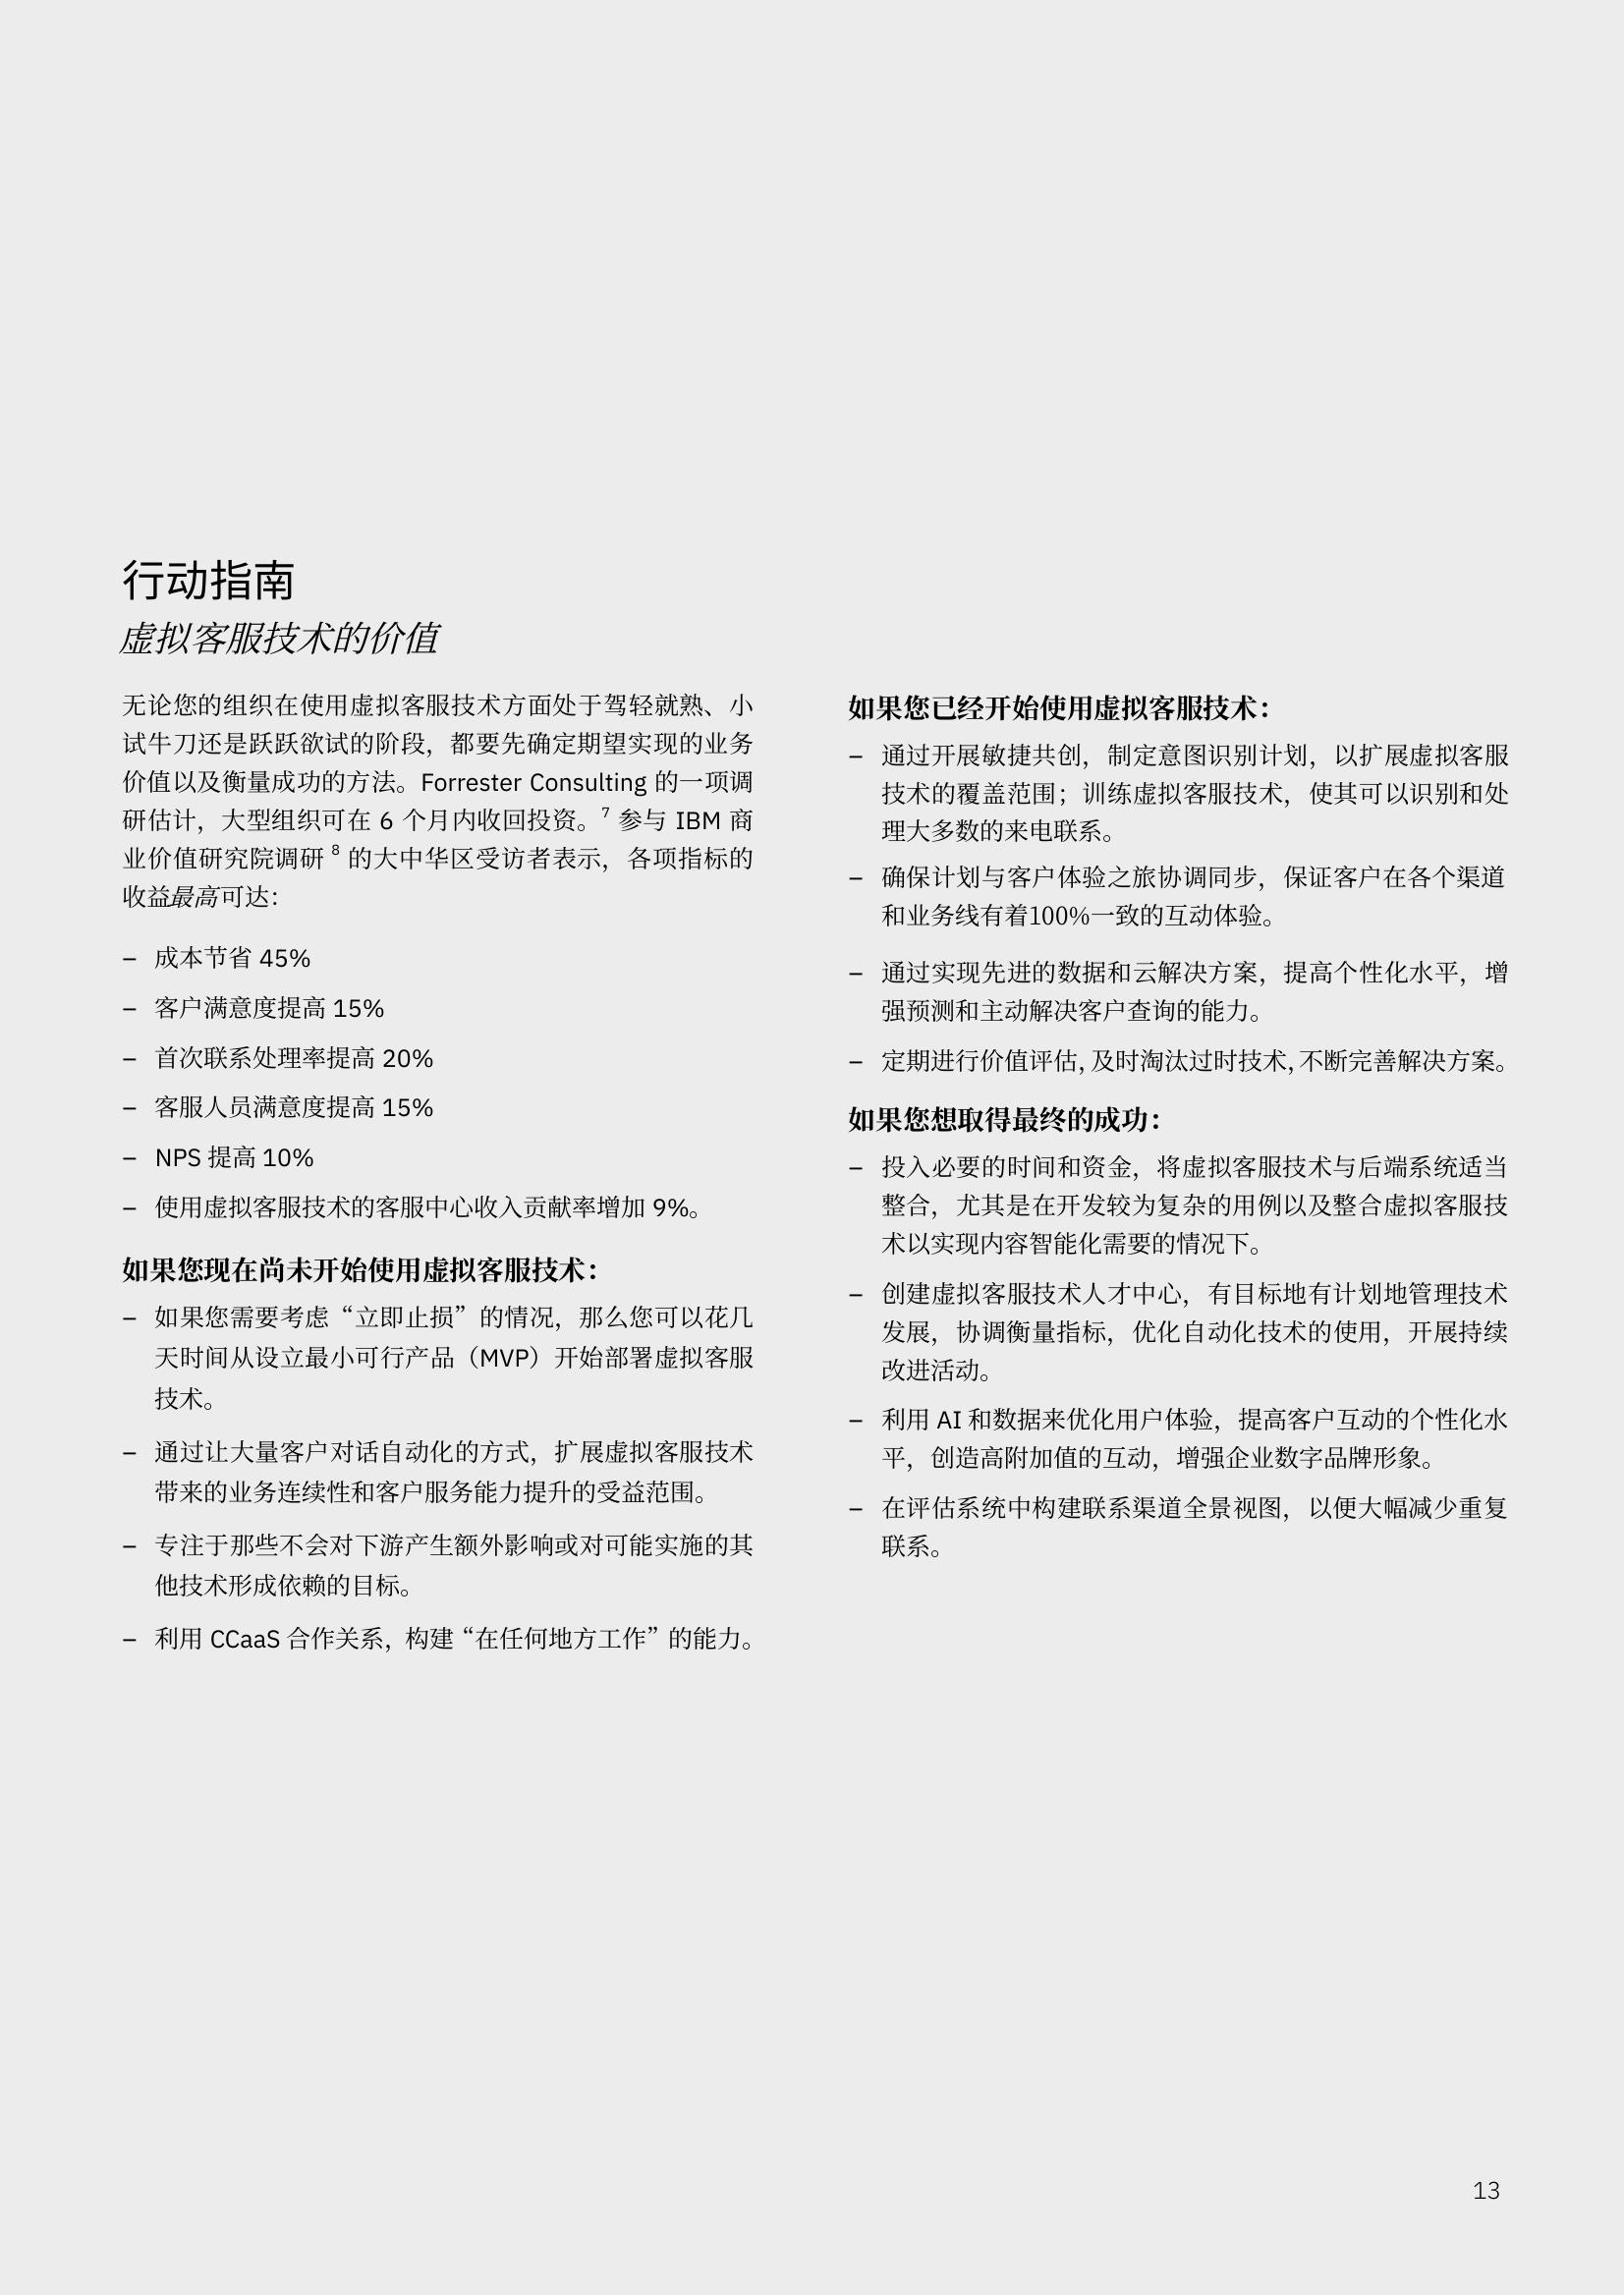 行动指南
虚拟客服技术的价值
无论您的组织在使用虚拟客服技术方面处于驾轻就熟、小
试牛刀还是跃跃欲试的阶段，都要先确定期望实现的业务
价值以及衡量成功的方法。Forrester Consulting 的一项调
研估计，大型组织可在 6 个月内收回投资。⁷ 参与 IBM 商
业价值研究院调研 ⁸ 的大中华区受访者表示，各项指标的
收益最高可达：
– 成本节省 45%
– 客户满意度提高 15%
– 首次联系处理率提高 20%
– 客服人员满意度提高 15%
– NPS 提高 10%
– 使用虚拟客服技术的客服中心收入贡献率增加 9%。
如果您现在尚未开始使用虚拟客服技术：
– 如果您需要考虑“立即止损”的情况，那么您可以花几
天时间从设立最小可行产品（MVP）开始部署虚拟客服
技术。
– 通过让大量客户对话自动化的方式，扩展虚拟客服技术
带来的业务连续性和客户服务能力提升的受益范围。
– 专注于那些不会对下游产生额外影响或对可能实施的其
他技术形成依赖的目标。
– 利用 CCaaS 合作关系，构建“在任何地方工作”的能力。
如果您已经开始使用虚拟客服技术：
– 通过开展敏捷共创，制定意图识别计划，以扩展虚拟客服
技术的覆盖范围；训练虚拟客服技术，使其可以识别和处
理大多数的来电联系。
– 确保计划与客户体验之旅协调同步，保证客户在各个渠道
和业务线有着100%一致的互动体验。
– 通过实现先进的数据和云解决方案，提高个性化水平，增
强预测和主动解决客户查询的能力。
– 定期进行价值评估，及时淘汰过时技术，不断完善解决方案。
如果您想取得最终的成功：
– 投入必要的时间和资金，将虚拟客服技术与后端系统适当
整合，尤其是在开发较为复杂的用例以及整合虚拟客服技
术以实现内容智能化需要的情况下。
– 创建虚拟客服技术人才中心，有目标地有计划地管理技术
发展，协调衡量指标，优化自动化技术的使用，开展持续
改进活动。
– 利用 AI 和数据来优化用户体验，提高客户互动的个性化水
平，创造高附加值的互动，增强企业数字品牌形象。
– 在评估系统中构建联系渠道全景视图，以便大幅减少重复
联系。
13